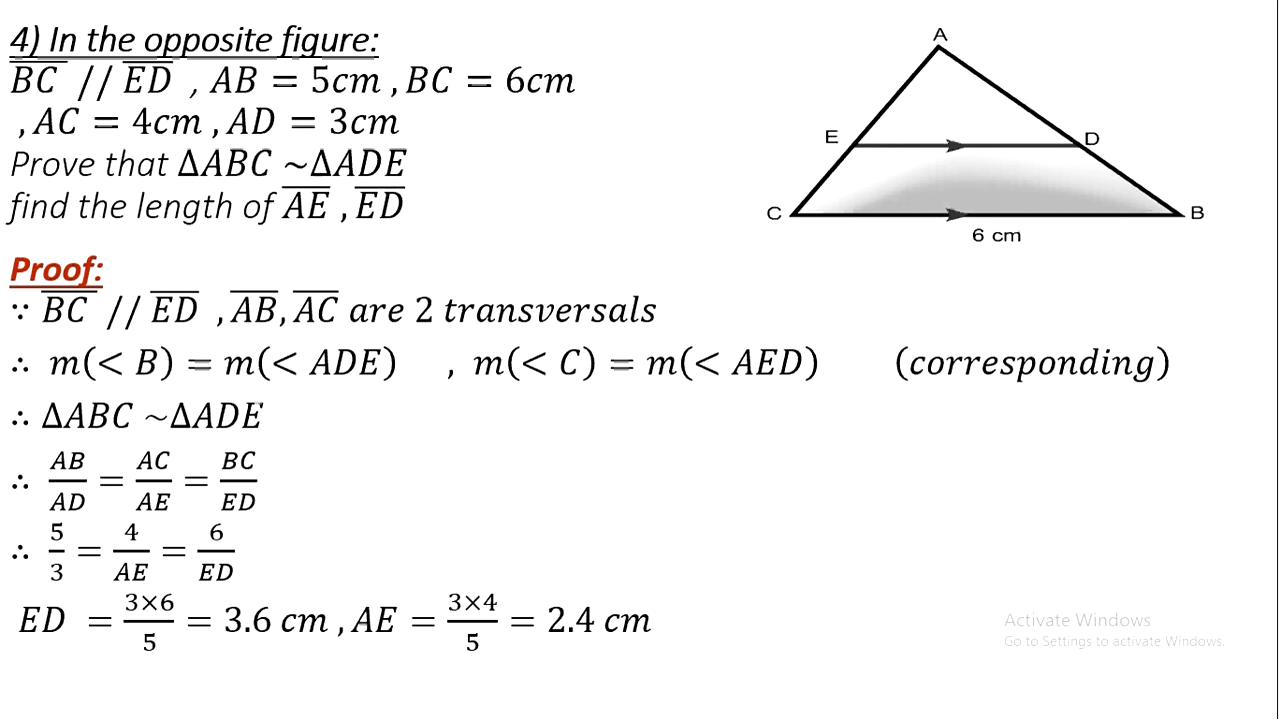 4) In the opposite figure:
BC // ED , AB = 5cm , BC = 6cm
, AC = 4cm , AD = 3cm
Prove that ΔABC ~ΔADE
find the length of AE , ED
A
E
D
C
B
6 cm
Proof:
∵ BC // ED , AB, AC are 2 transversals
∴ m(< B) = m(< ADE) , m(< C) = m(< AED) (corresponding)
∴ ΔABC ~ΔADE
∴ AB/AD = AC/AE = BC/ED
∴ 5/3 = 4/AE = 6/ED
ED = 3×6/5 = 3.6 cm , AE = 3×4/5 = 2.4 cm
Activate Windows
Go to Settings to activate Windows.